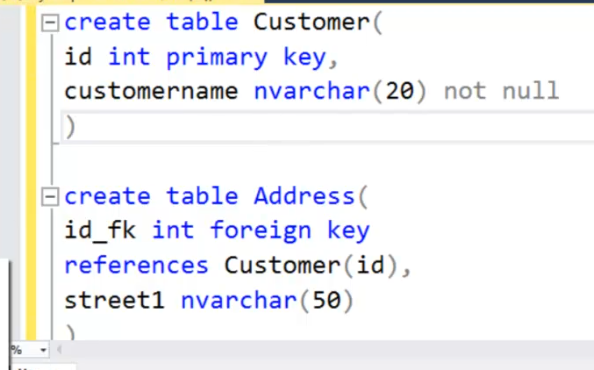 create table Customer(
id int primary key,
customername nvarchar(20) not null
)
create table Address(
id_fk int foreign key
references Customer(id),
street1 nvarchar(50)
)
%